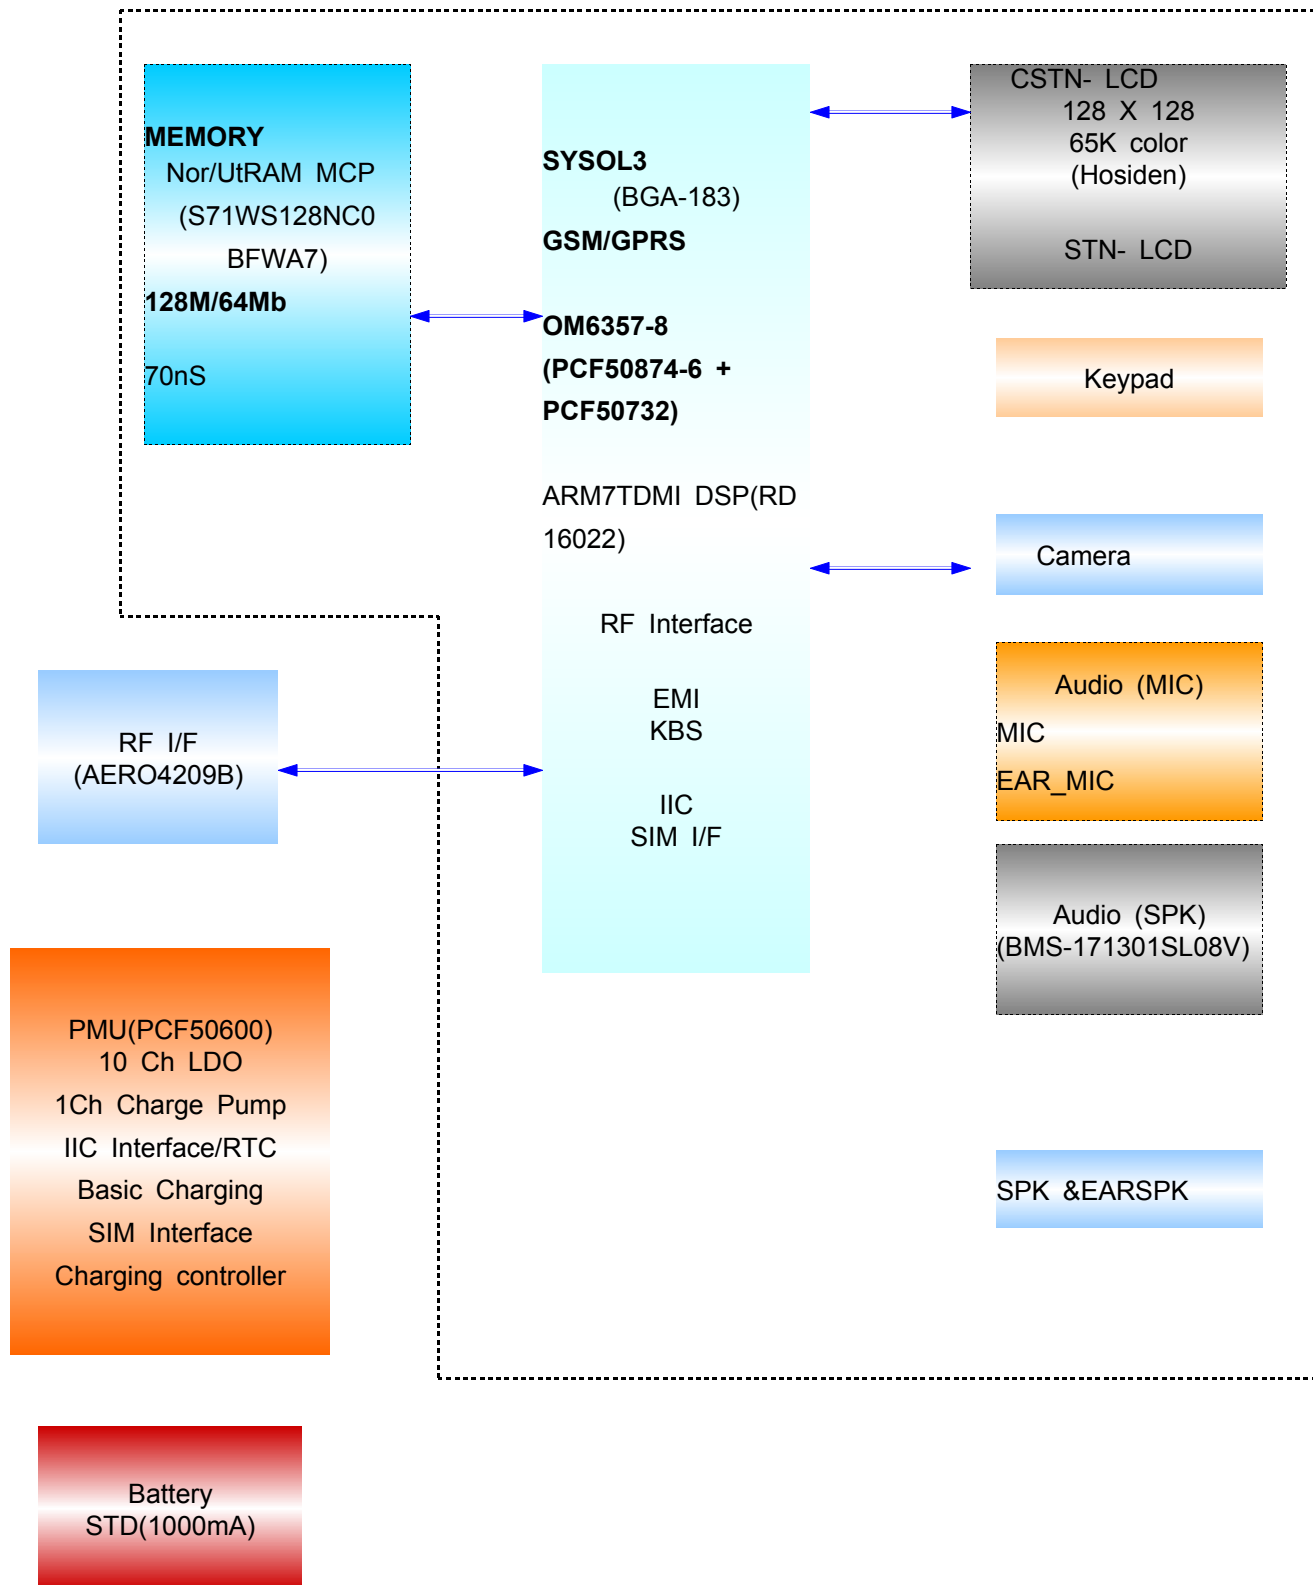 MEMORY
Nor/UtRAM MCP
(S71WS128NC0
BFWA7)
128M/64Mb
70nS
SYSOL3
(BGA-183)
GSM/GPRS
OM6357-8
(PCF50874-6 +
PCF50732)
ARM7TDMI DSP(RD
16022)
RF Interface
EMI
KBS
IIC
SIM I/F
CSTN- LCD
128 X 128
65K color
(Hosiden)
STN- LCD
Keypad
Camera
Audio (MIC)
MIC
EAR_MIC
Audio (SPK)
(BMS-171301SL08V)
SPK &EARSPK
RF I/F
(AERO4209B)
PMU(PCF50600)
10 Ch LDO
1Ch Charge Pump
IIC Interface/RTC
Basic Charging
SIM Interface
Charging controller
Battery
STD(1000mA)